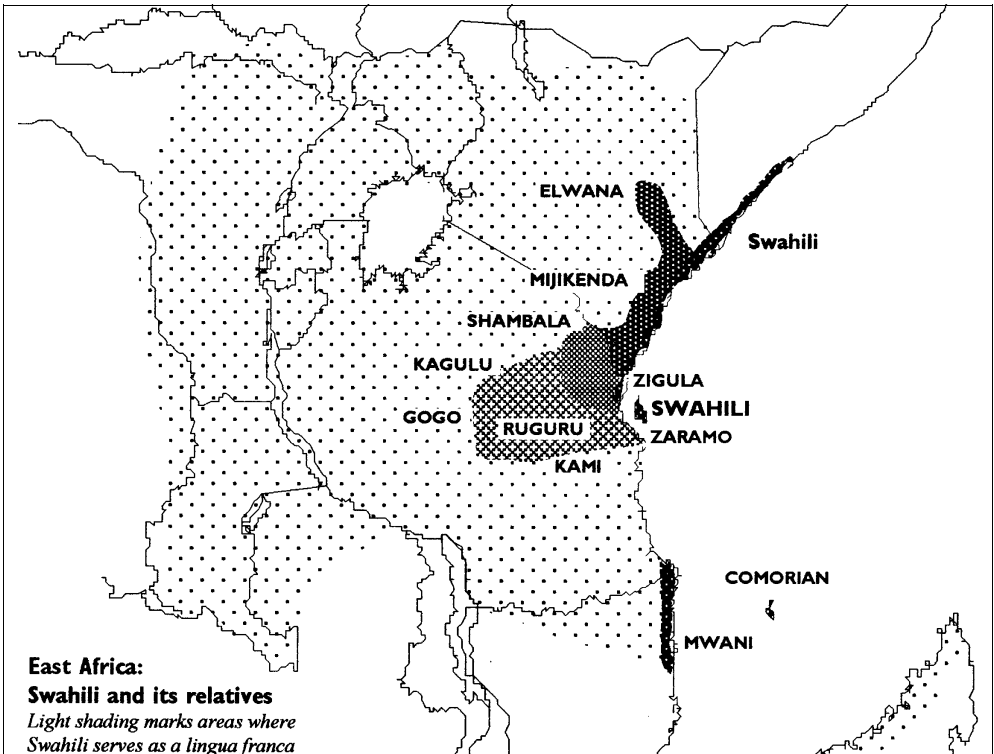 ELWANA
Swahili
MIJIKENDA
SHAMBALA
KAGULU
ZIGULA
GOGO
SWAHILI
RUGURU
ZARAMO
KAMI
COMORIAN
MWANI
East Africa:
Swahili and its relatives
Light shading marks areas where
Swahili serves as a lingua franca